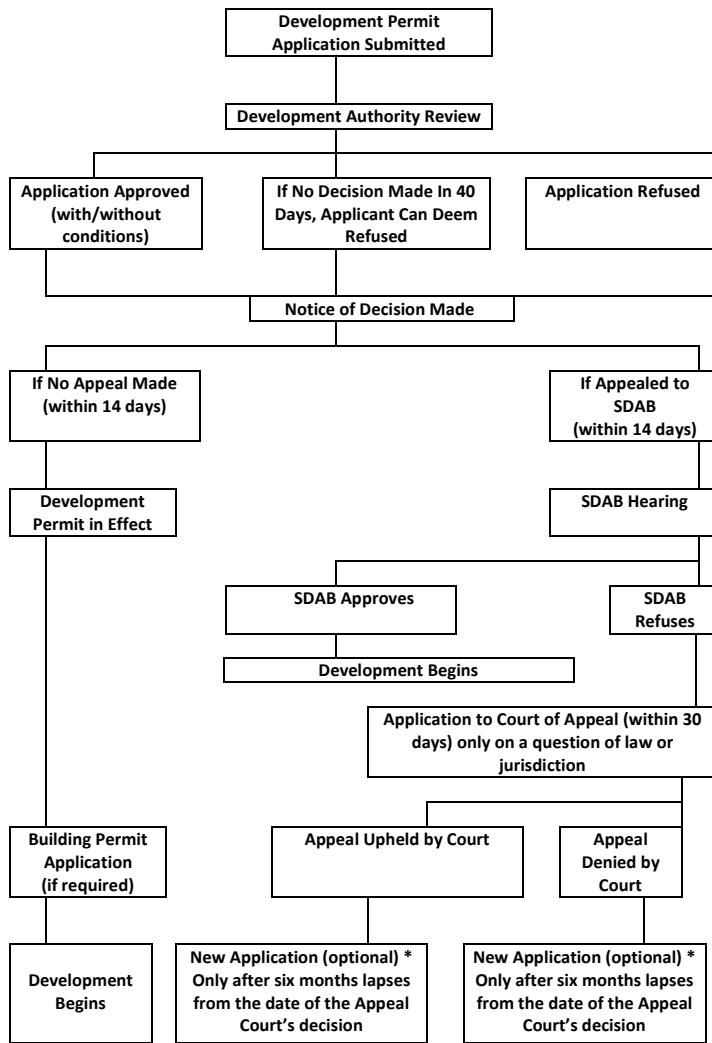 Development Permit
Application Submitted
Development Authority Review
Application Approved
(with/without
conditions)
If No Decision Made In 40
Days, Applicant Can Deem
Refused
Application Refused
Notice of Decision Made
If No Appeal Made
(within 14 days)
If Appealed to
SDAB
(within 14 days)
Development
Permit in Effect
SDAB Hearing
SDAB Approves
SDAB
Refuses
Development Begins
Application to Court of Appeal (within 30
days) only on a question of law or
jurisdiction
Building Permit
Application
(if required)
Appeal Upheld by Court
Appeal
Denied by
Court
Development
Begins
New Application (optional) *
Only after six months lapses
from the date of the Appeal
Court’s decision
New Application (optional) *
Only after six months lapses
from the date of the Appeal
Court’s decision